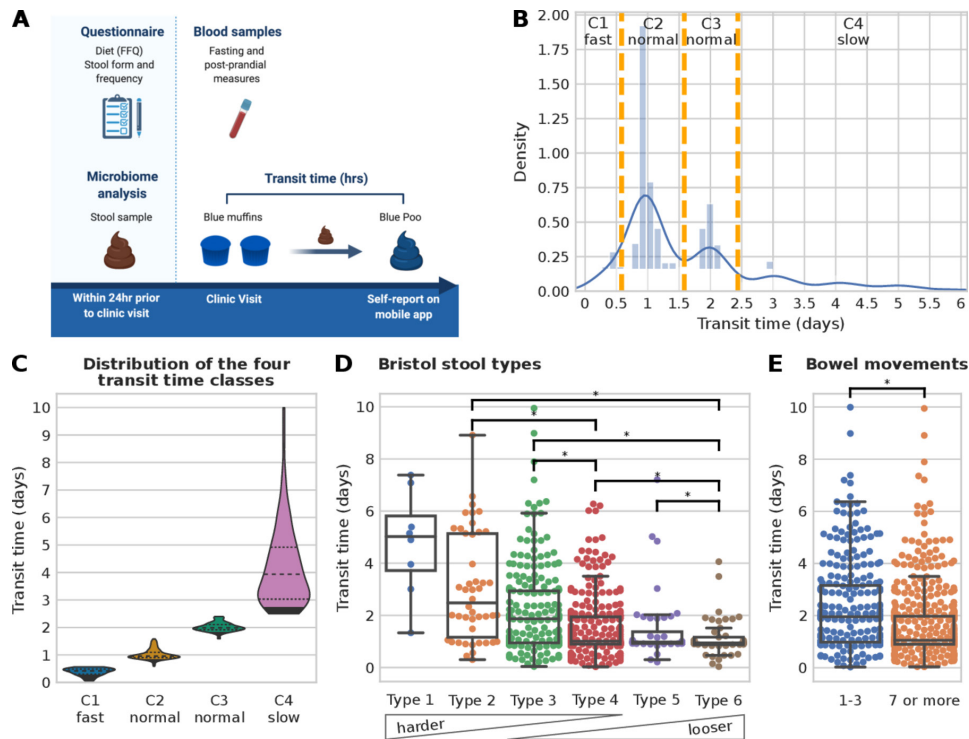 A
Questionnaire
Diet (FFQ)
Stool form and
frequency
Blood samples
Fasting and
post-prandial
measures
Microbiome
analysis
Stool sample
Transit time (hrs)
Blue muffins
Blue Poo
Within 24hr prior
to clinic visit
Clinic Visit
Self-report on
mobile app
B
C1
fast
C2
normal
C3
normal
C4
slow
Density
2.00
1.75
1.50
1.25
1.00
0.75
0.50
0.25
0.00
0 0.5 1 1.5 2 2.5 3 3.5 4 4.5 5 5.5 6
Transit time (days)
C
Distribution of the four
transit time classes
Transit time (days)
10
9
8
7
6
5
4
3
2
1
0
C1
fast
C2
normal
C3
normal
C4
slow
D
Bristol stool types
Transit time (days)
10
8
6
4
2
0
* * * * * * *
Type 1 Type 2 Type 3 Type 4 Type 5 Type 6
harder
looser
E
Bowel movements
*
Transit time (days)
10
8
6
4
2
0
1-3 7 or more